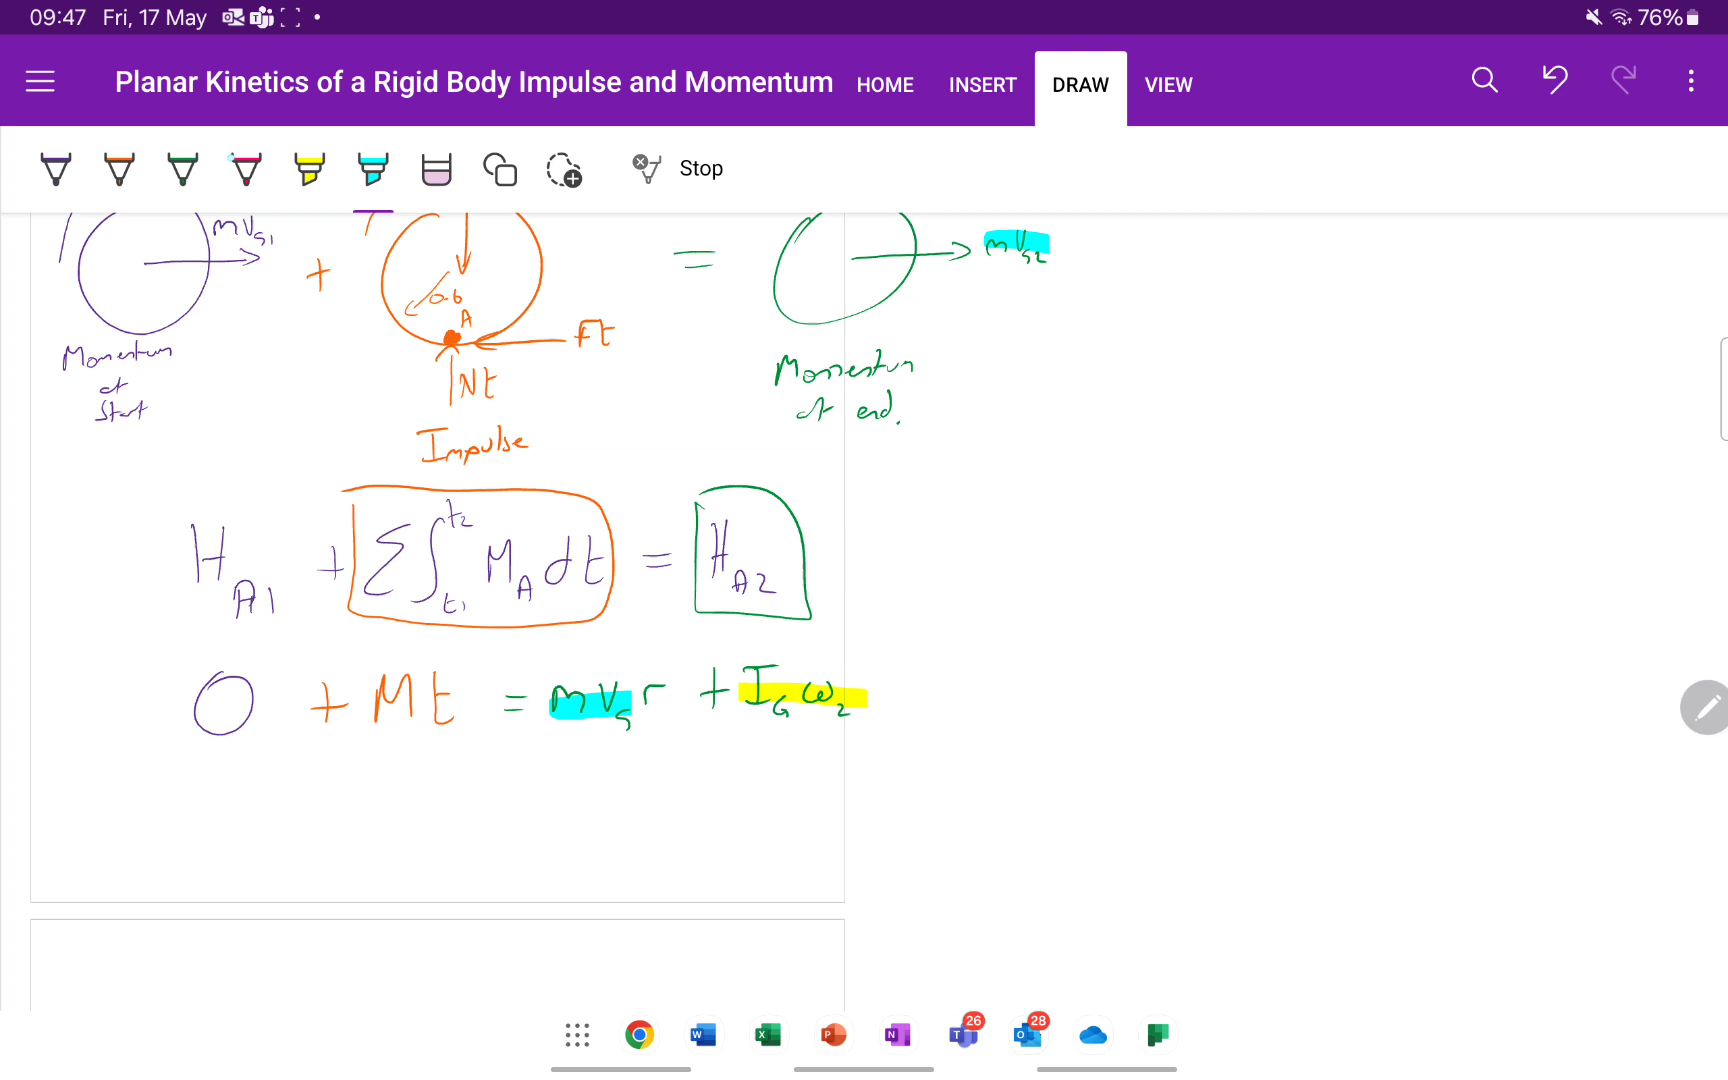 09:47 Fri, 17 May
76%
Planar Kinetics of a Rigid Body Impulse and Momentum
HOME INSERT DRAW VIEW
Stop
mVG1
+
=
mVG2
0.6
A
Ft
Nt
Momentum
at
Start
Impulse
Momentum
at end.
HA1 + Σ∫t1t2 MA dt = HA2
0 + Mt = mVG r + IG ω2
W X P N T 26 O 28